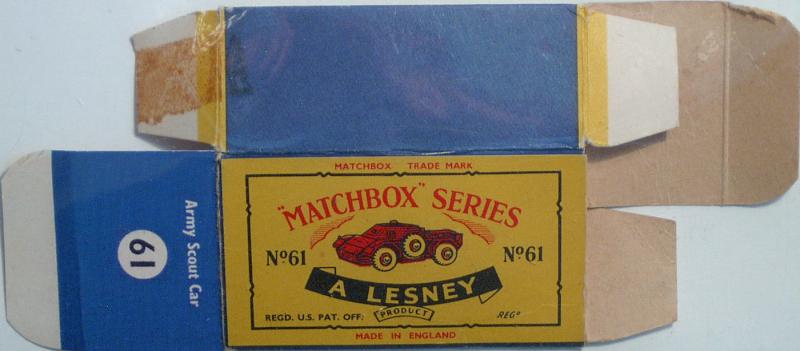 MATCHBOX TRADE MARK
"MATCHBOX" SERIES
Nº61 Nº61
A LESNEY
PRODUCT
REGD. U.S. PAT. OFF. REGº
MADE IN ENGLAND
Army Scout Car
61